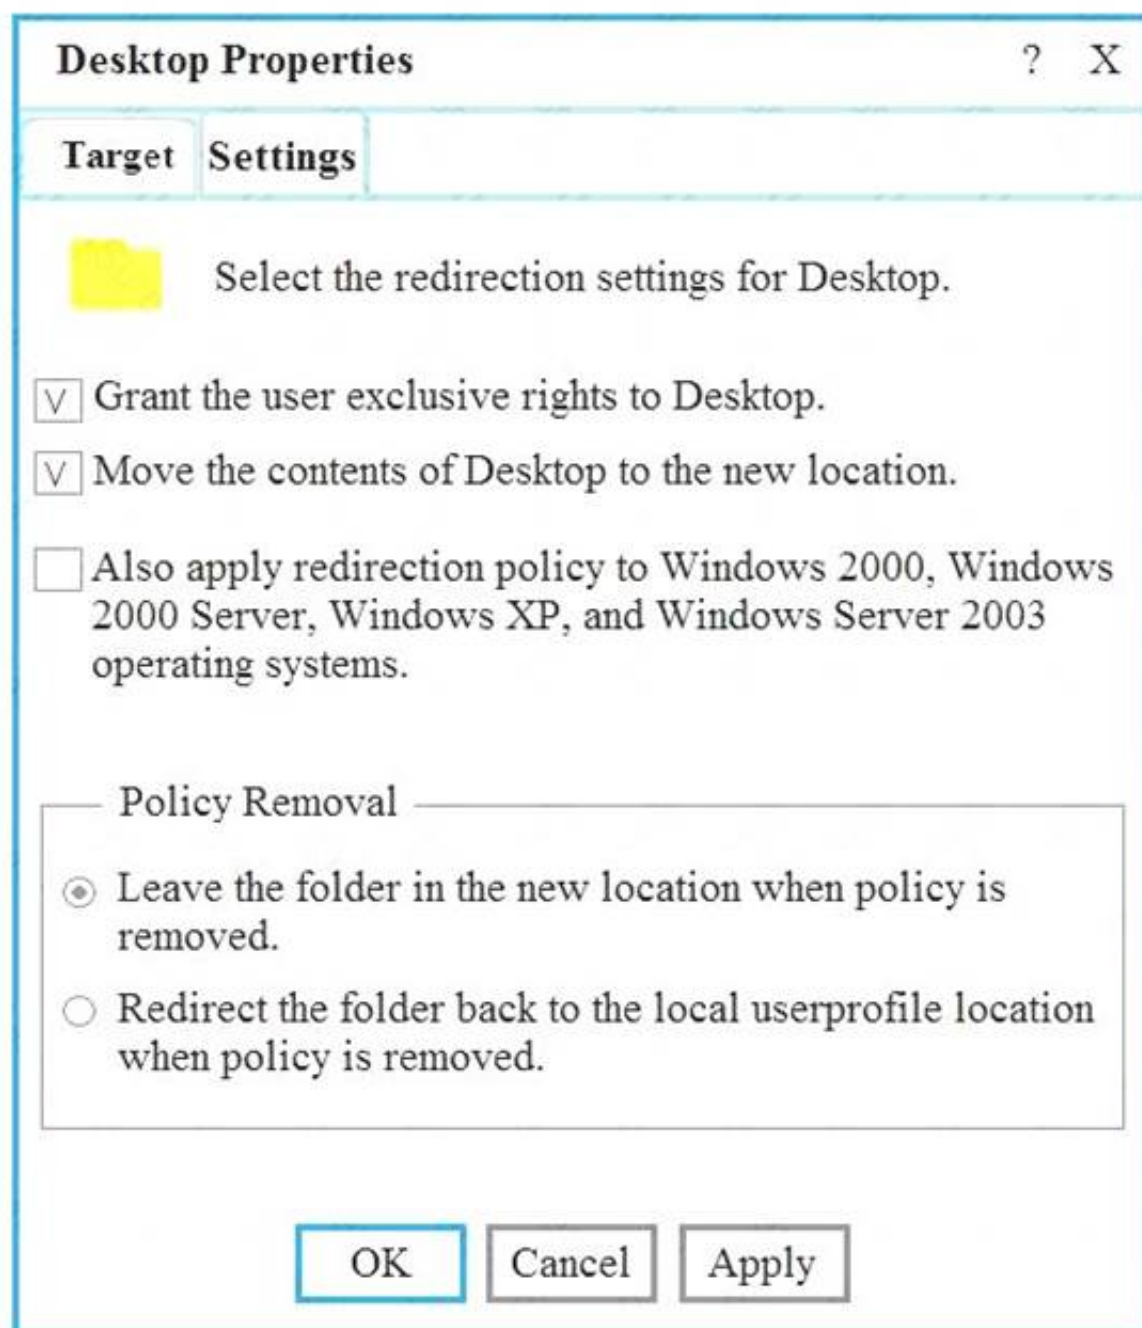 Desktop Properties ? X
Target Settings
Select the redirection settings for Desktop.
V Grant the user exclusive rights to Desktop.
V Move the contents of Desktop to the new location.
Also apply redirection policy to Windows 2000, Windows
2000 Server, Windows XP, and Windows Server 2003
operating systems.
Policy Removal
Leave the folder in the new location when policy is
removed.
Redirect the folder back to the local userprofile location
when policy is removed.
OK Cancel Apply